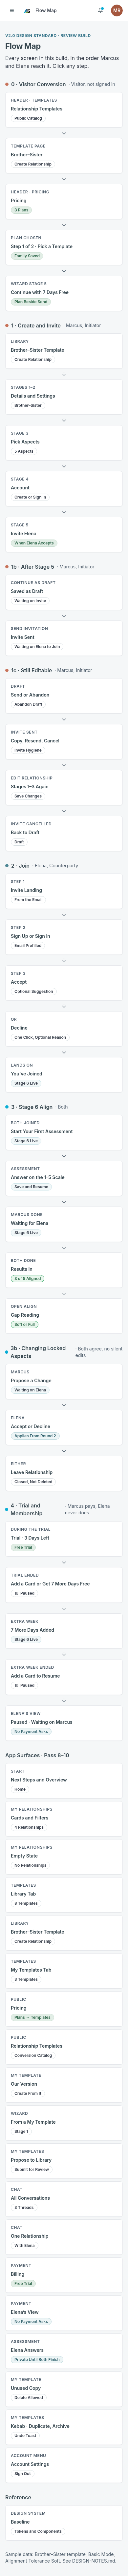 Flow Map
MR
V2.0 DESIGN STANDARD · REVIEW BUILD
Flow Map
Every screen in this build, in the order Marcus
and Elena reach it. Click any step.
0 · Visitor Conversion · Visitor, not signed in
HEADER · TEMPLATES
Relationship Templates
Public Catalog
TEMPLATE PAGE
Brother-Sister
Create Relationship
HEADER · PRICING
Pricing
3 Plans
PLAN CHOSEN
Step 1 of 2 · Pick a Template
Family Saved
WIZARD STAGE 5
Continue with 7 Days Free
Plan Beside Send
1 · Create and Invite · Marcus, Initiator
LIBRARY
Brother-Sister Template
Create Relationship
STAGES 1-2
Details and Settings
Brother-Sister
STAGE 3
Pick Aspects
5 Aspects
STAGE 4
Account
Create or Sign In
STAGE 5
Invite Elena
When Elena Accepts
1b · After Stage 5 · Marcus, Initiator
CONTINUE AS DRAFT
Saved as Draft
Waiting on Invite
SEND INVITATION
Invite Sent
Waiting on Elena to Join
1c · Still Editable · Marcus, Initiator
DRAFT
Send or Abandon
Abandon Draft
INVITE SENT
Copy, Resend, Cancel
Invite Hygiene
EDIT RELATIONSHIP
Stages 1-3 Again
Save Changes
INVITE CANCELLED
Back to Draft
Draft
2 · Join · Elena, Counterparty
STEP 1
Invite Landing
From the Email
STEP 2
Sign Up or Sign In
Email Prefilled
STEP 3
Accept
Optional Suggestion
OR
Decline
One Click, Optional Reason
LANDS ON
You've Joined
Stage 6 Live
3 · Stage 6 Align · Both
BOTH JOINED
Start Your First Assessment
Stage 6 Live
ASSESSMENT
Answer on the 1-5 Scale
Save and Resume
MARCUS DONE
Waiting for Elena
Stage 6 Live
BOTH DONE
Results In
3 of 5 Aligned
OPEN ALIGN
Gap Reading
Soft or Full
3b · Changing Locked Aspects · Both agree, no silent edits
MARCUS
Propose a Change
Waiting on Elena
ELENA
Accept or Decline
Applies From Round 2
EITHER
Leave Relationship
Closed, Not Deleted
4 · Trial and Membership · Marcus pays, Elena never does
DURING THE TRIAL
Trial · 3 Days Left
Free Trial
TRIAL ENDED
Add a Card or Get 7 More Days Free
Paused
EXTRA WEEK
7 More Days Added
Stage 6 Live
EXTRA WEEK ENDED
Add a Card to Resume
Paused
ELENA'S VIEW
Paused · Waiting on Marcus
No Payment Asks
App Surfaces · Pass 8-10
START
Next Steps and Overview
Home
MY RELATIONSHIPS
Cards and Filters
4 Relationships
MY RELATIONSHIPS
Empty State
No Relationships
TEMPLATES
Library Tab
8 Templates
LIBRARY
Brother-Sister Template
Create Relationship
TEMPLATES
My Templates Tab
3 Templates
PUBLIC
Pricing
Plans → Templates
PUBLIC
Relationship Templates
Conversion Catalog
MY TEMPLATE
Our Version
Create From It
WIZARD
From a My Template
Stage 1
MY TEMPLATES
Propose to Library
Submit for Review
CHAT
All Conversations
3 Threads
CHAT
One Relationship
With Elena
PAYMENT
Billing
Free Trial
PAYMENT
Elena's View
No Payment Asks
ASSESSMENT
Elena Answers
Private Until Both Finish
MY TEMPLATE
Unused Copy
Delete Allowed
MY TEMPLATES
Kebab · Duplicate, Archive
Undo Toast
ACCOUNT MENU
Account Settings
Sign Out
Reference
DESIGN SYSTEM
Baseline
Tokens and Components
Sample data: Brother-Sister template, Basic Mode,
Alignment Tolerance Soft. See DESIGN-NOTES.md.